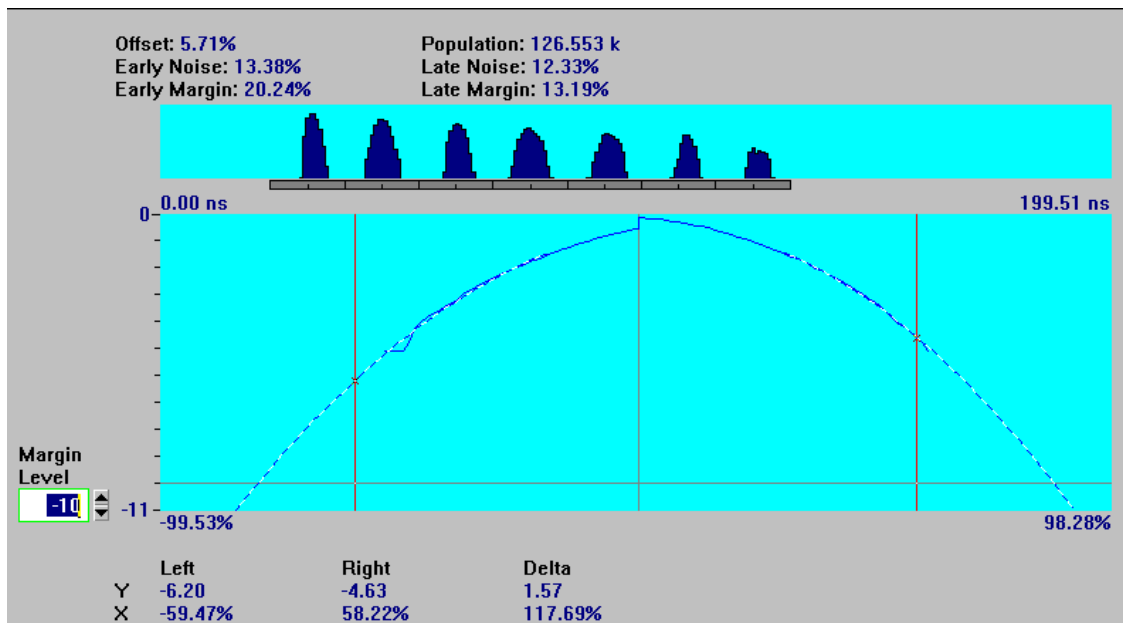 Offset: 5.71% Population: 126.553 k
Early Noise: 13.38% Late Noise: 12.33%
Early Margin: 20.24% Late Margin: 13.19%
0 0.00 ns 199.51 ns
Margin
Level
-10
-11
-99.53% 98.28%
Left Right Delta
Y -6.20 -4.63 1.57
X -59.47% 58.22% 117.69%